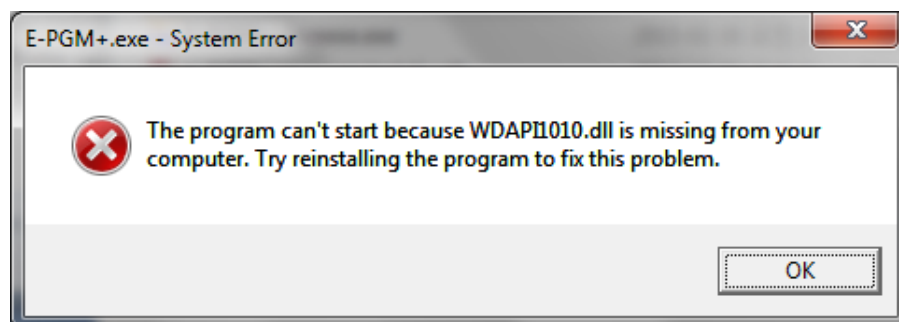 E-PGM+.exe - System Error
The program can't start because WDAPI1010.dll is missing from your
computer. Try reinstalling the program to fix this problem.
OK